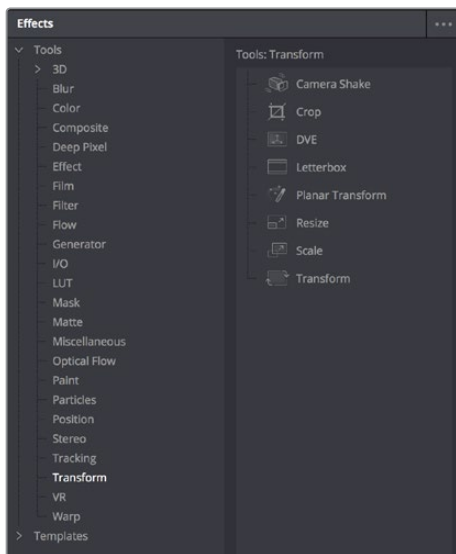 Effects
Tools
3D
Blur
Color
Composite
Deep Pixel
Effect
Film
Filter
Flow
Generator
I/O
LUT
Mask
Matte
Miscellaneous
Optical Flow
Paint
Particles
Position
Stereo
Tracking
Transform
VR
Warp
Templates
Tools: Transform
Camera Shake
Crop
DVE
Letterbox
Planar Transform
Resize
Scale
Transform